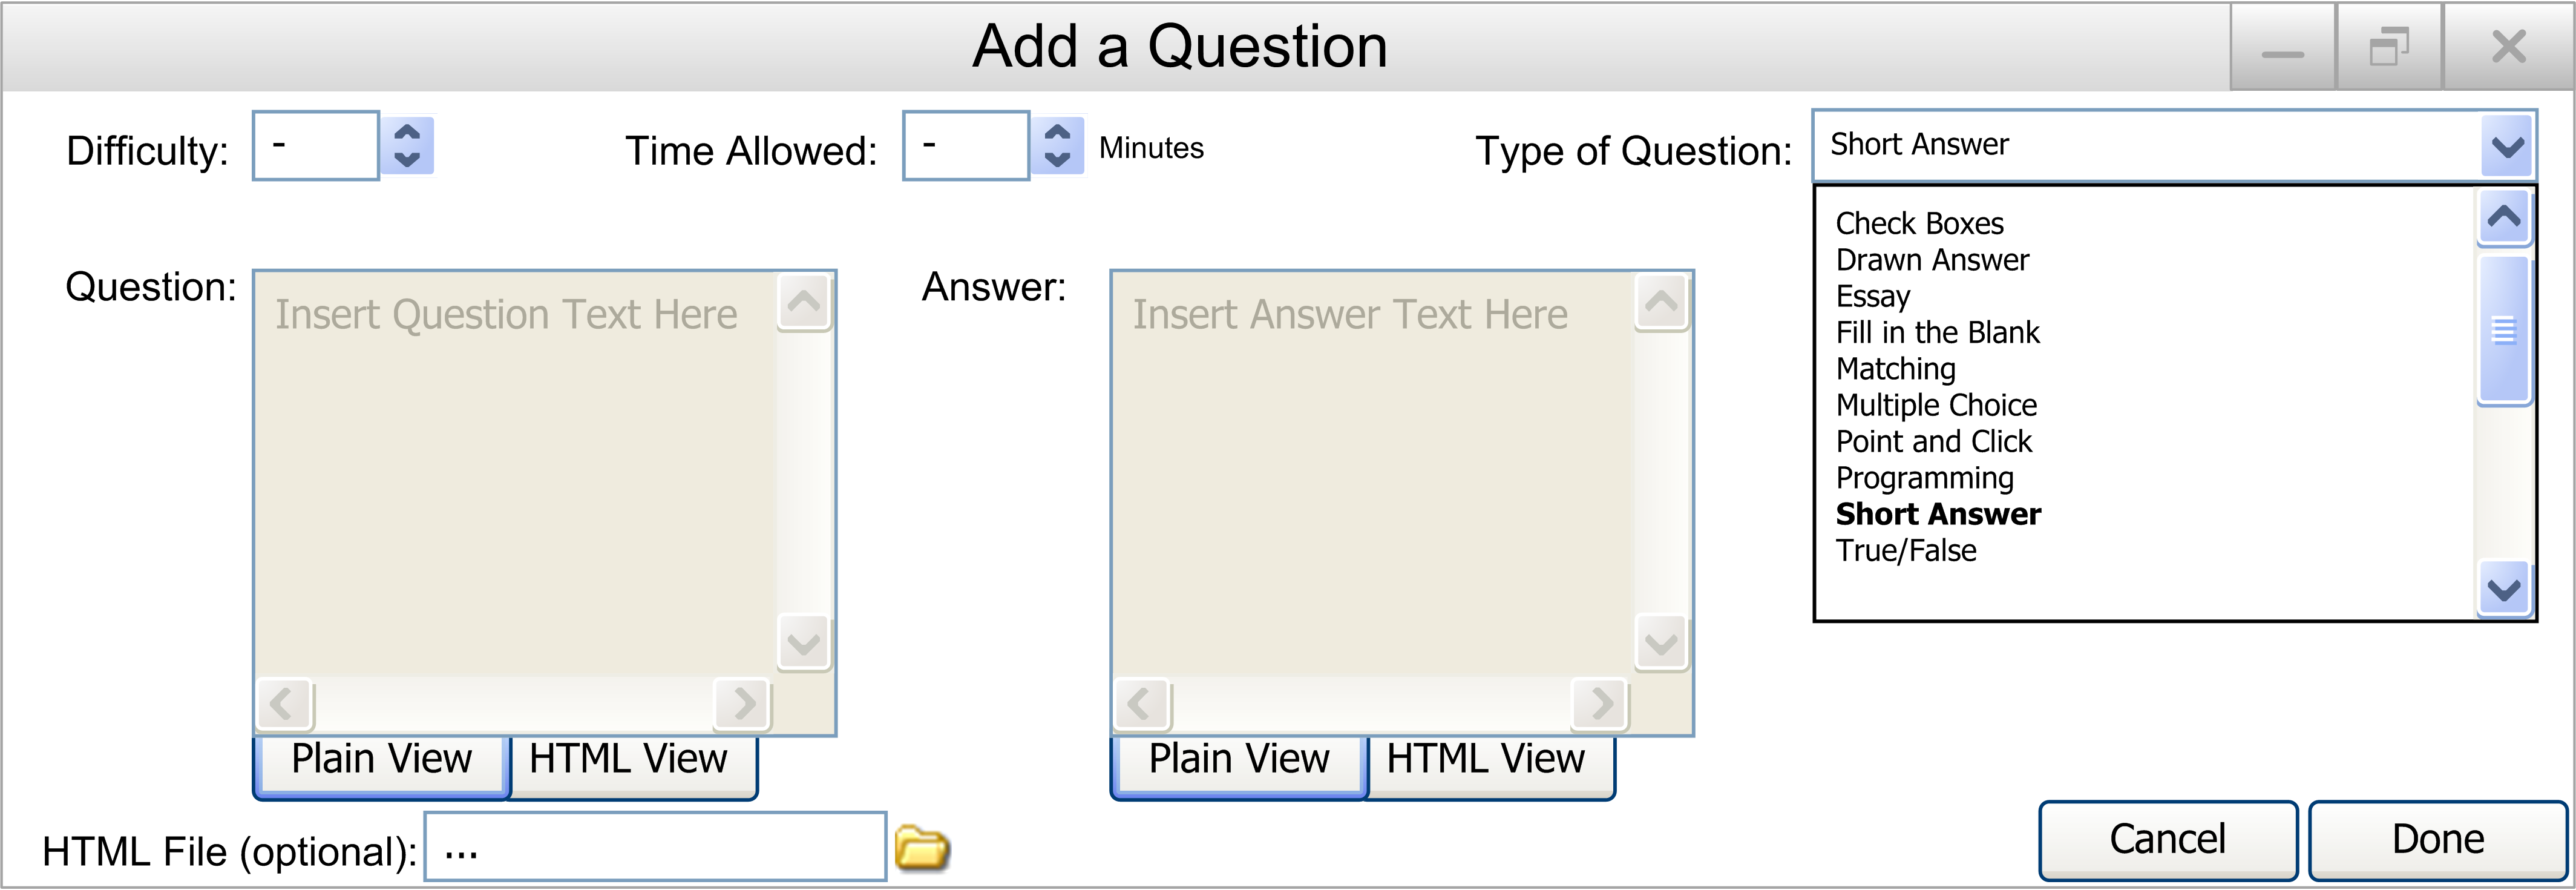 Add a Question
Difficulty: -
Time Allowed: - Minutes
Type of Question: Short Answer
Check Boxes
Drawn Answer
Essay
Fill in the Blank
Matching
Multiple Choice
Point and Click
Programming
Short Answer
True/False
Question:
Insert Question Text Here
Plain View HTML View
Answer:
Insert Answer Text Here
Plain View HTML View
HTML File (optional): ...
Cancel Done